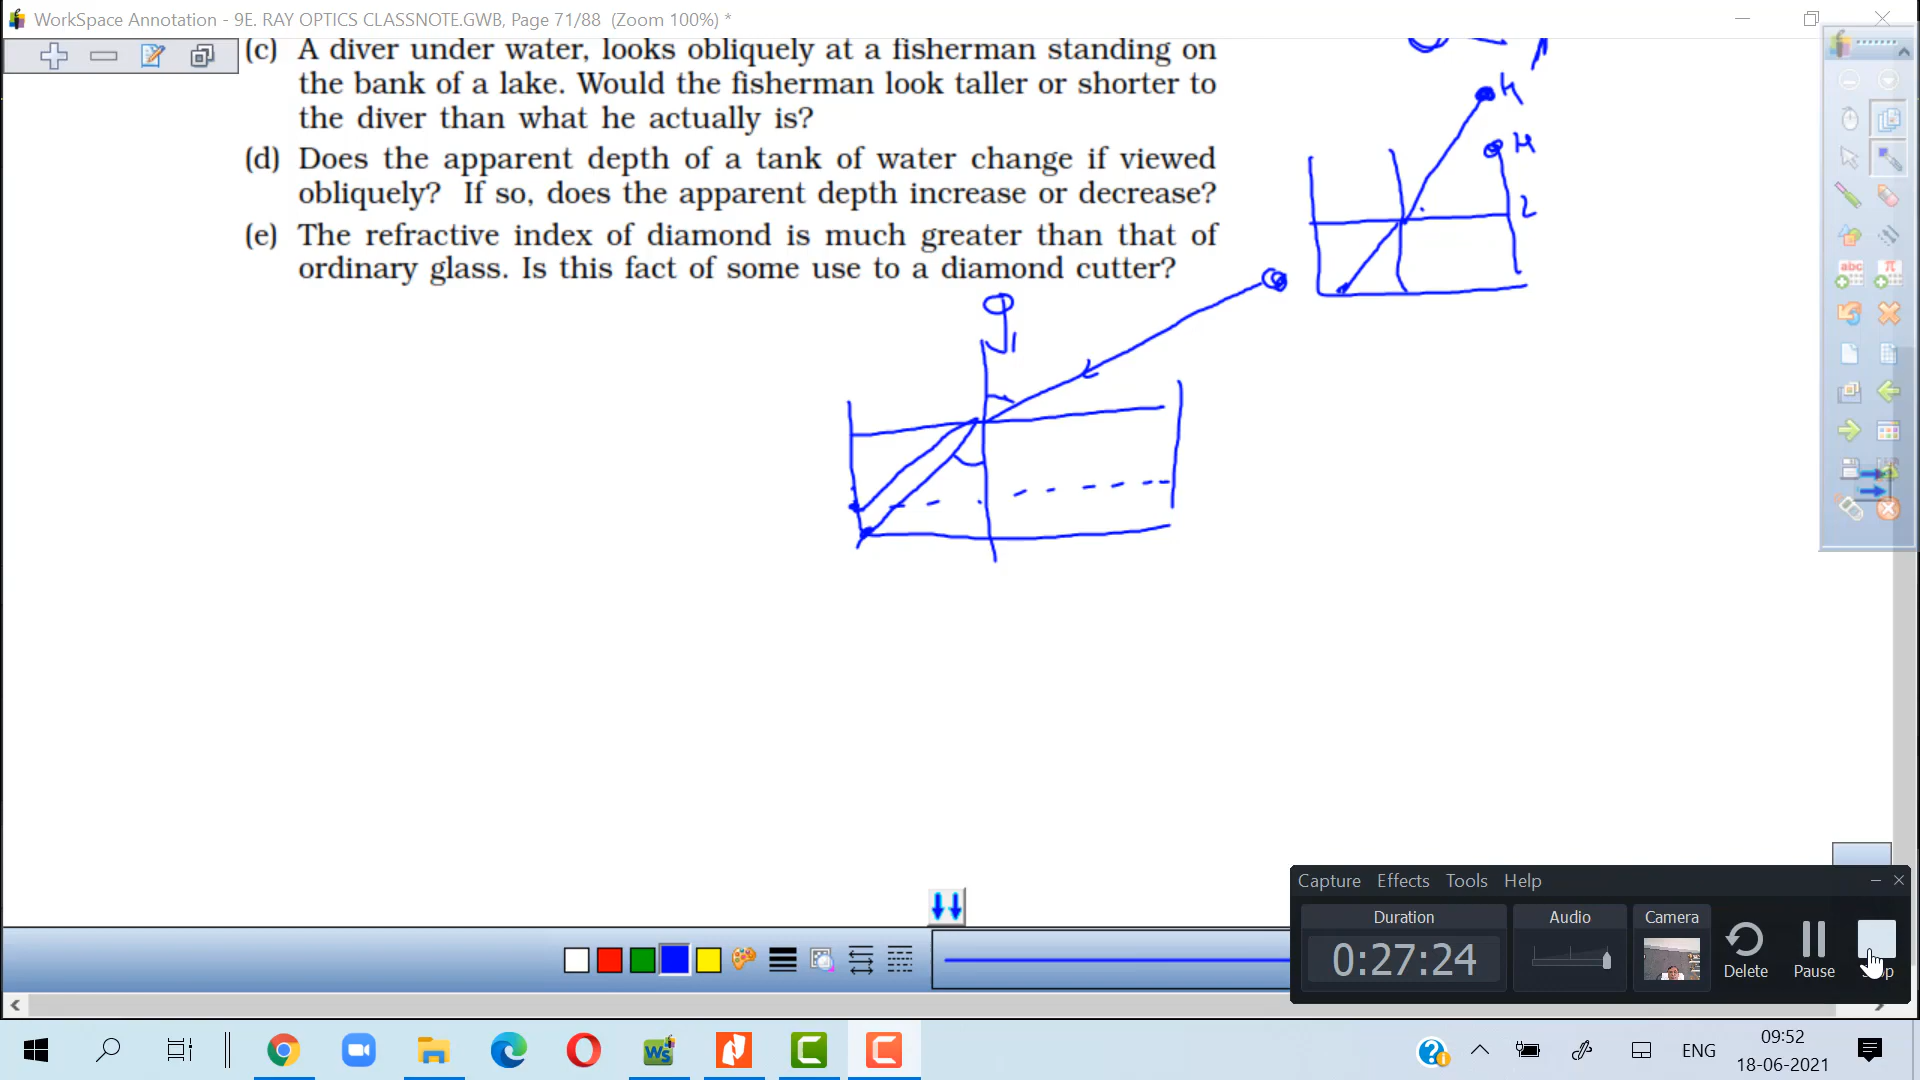 WorkSpace Annotation - 9E. RAY OPTICS CLASSNOTE.GWB, Page 71/88 (Zoom 100%) *
(c) A diver under water, looks obliquely at a fisherman standing on
the bank of a lake. Would the fisherman look taller or shorter to
the diver than what he actually is?
(d) Does the apparent depth of a tank of water change if viewed
obliquely? If so, does the apparent depth increase or decrease?
(e) The refractive index of diamond is much greater than that of
ordinary glass. Is this fact of some use to a diamond cutter?
abc
π
Capture Effects Tools Help
Duration
Audio
Camera
0:27:24
Delete
Pause
ENG
09:52
18-06-2021